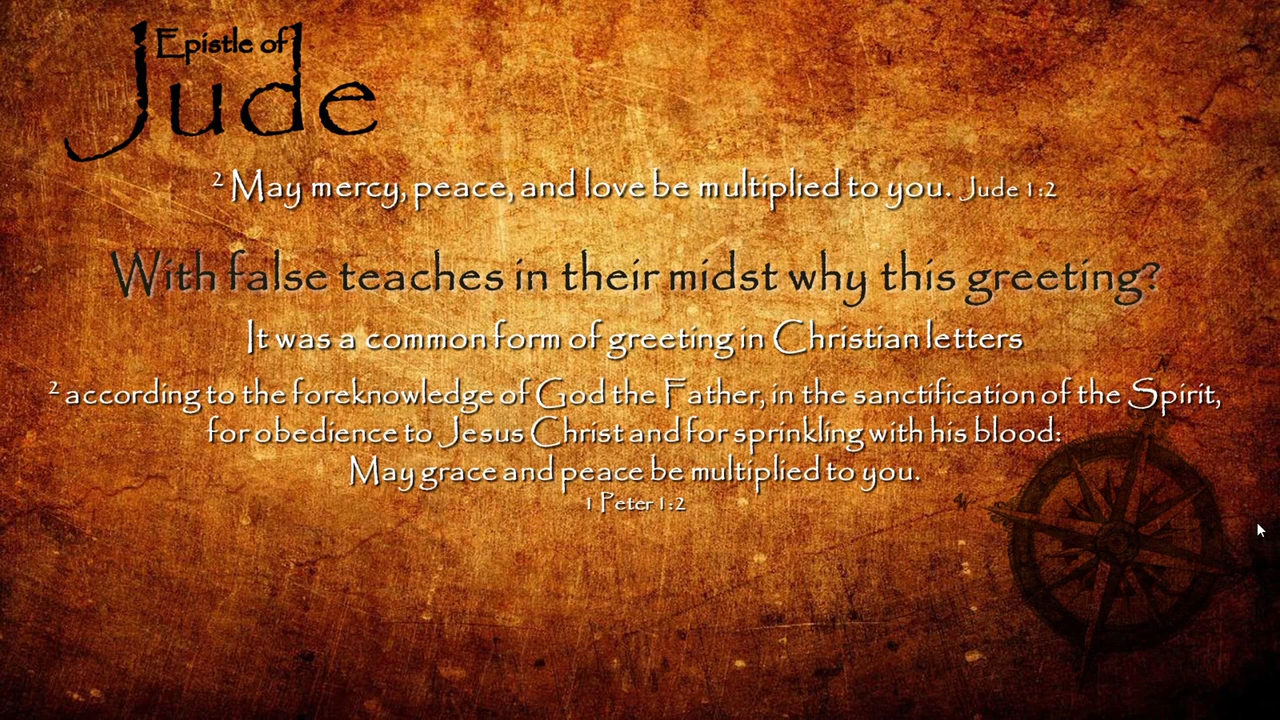 Epistle of
Jude
2 May mercy, peace, and love be multiplied to you. Jude 1:2
With false teaches in their midst why this greeting?
It was a common form of greeting in Christian letters
2 according to the foreknowledge of God the Father, in the sanctification of the Spirit,
for obedience to Jesus Christ and for sprinkling with his blood:
May grace and peace be multiplied to you.
1 Peter 1:2
N
W